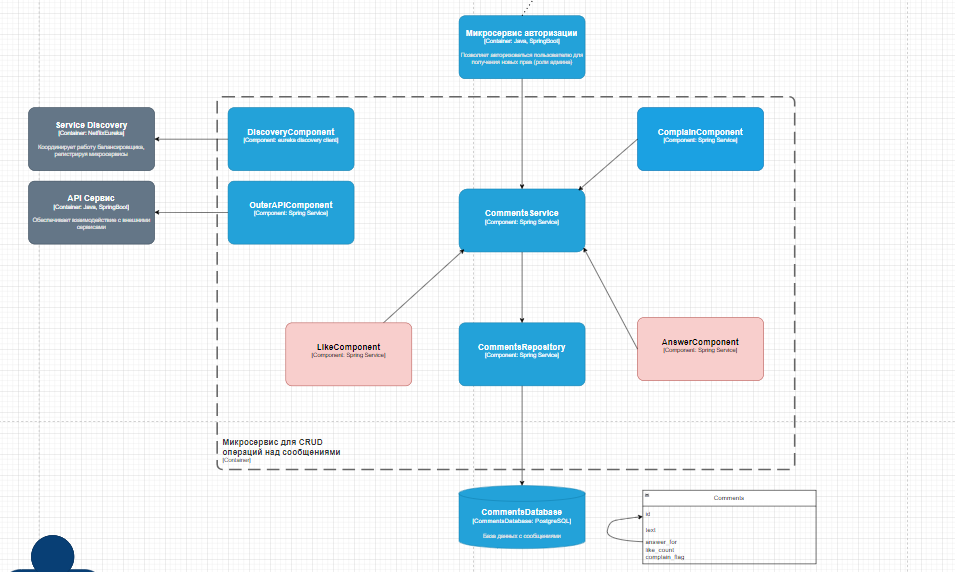 Микросервис авторизации
[Container: Java, SpringBoot]
Позволяет авторизоваться пользователю для
получения новых прав (роли админа)
Service Discovery
[Container: NetflixEureka]
Координирует работу балансировщика,
регистрируя микросервисы
DiscoveryComponent
[Component: eureka discovery client]
ComplainComponent
[Component: Spring Service]
API Сервис
[Container: Java, SpringBoot]
Обеспечивает взаимодействие с внешними
сервисами
OuterAPIComponent
[Component: Spring Service]
CommentsService
[Component: Spring Service]
LikeComponent
[Component: Spring Service]
CommentsRepository
[Component: Spring Service]
AnswerComponent
[Component: Spring Service]
Микросервис для CRUD
операций над сообщениями
[Container]
CommentsDatabase
[CommentsDatabase: PostgreSQL]
База данных с сообщениями
Comments
id
text
answer_for
like_count
complain_flag